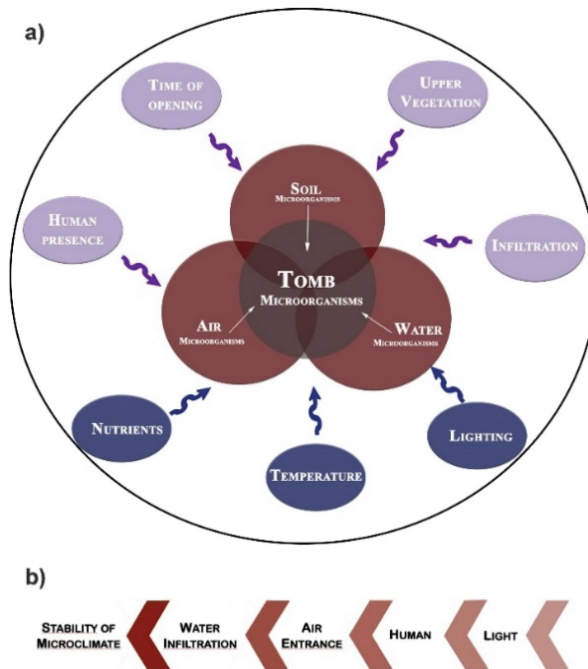 a)
TIME OF
OPENING
UPPER
VEGETATION
SOIL
MICROORGANISMS
HUMAN
PRESENCE
INFILTRATION
TOMB
MICROORGANISMS
AIR
MICROORGANISMS
WATER
MICROORGANISMS
NUTRIENTS
LIGHTING
TEMPERATURE
b)
STABILITY OF
MICROCLIMATE
WATER
INFILTRATION
AIR
ENTRANCE
HUMAN
LIGHT